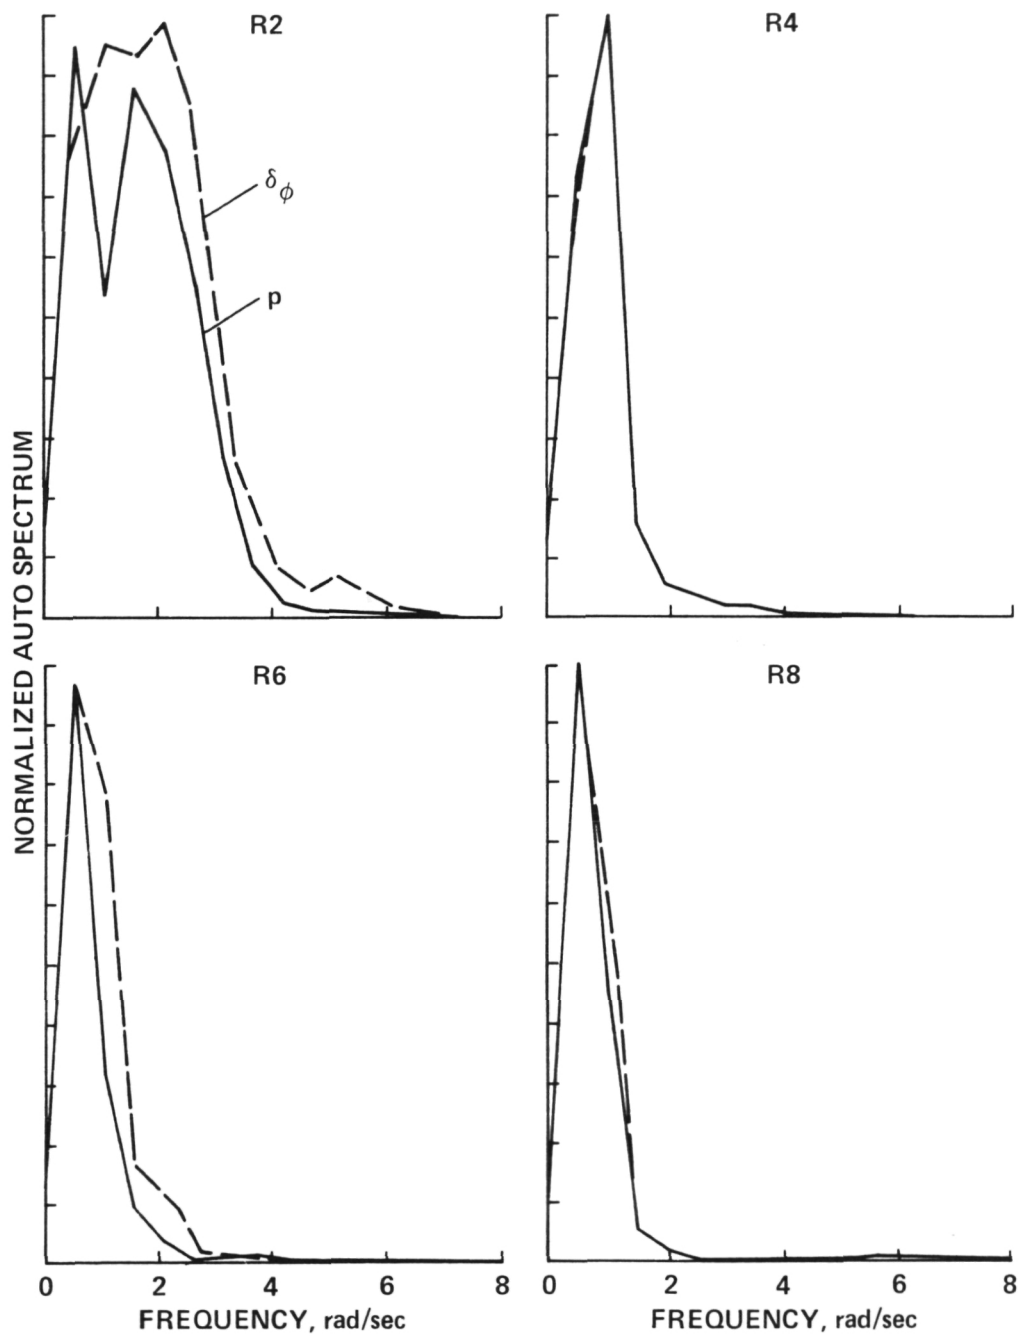 R2
R4
δϕ
p
NORMALIZED AUTO SPECTRUM
R6
R8
0 2 4 6 8
0 2 4 6 8
FREQUENCY, rad/sec
FREQUENCY, rad/sec